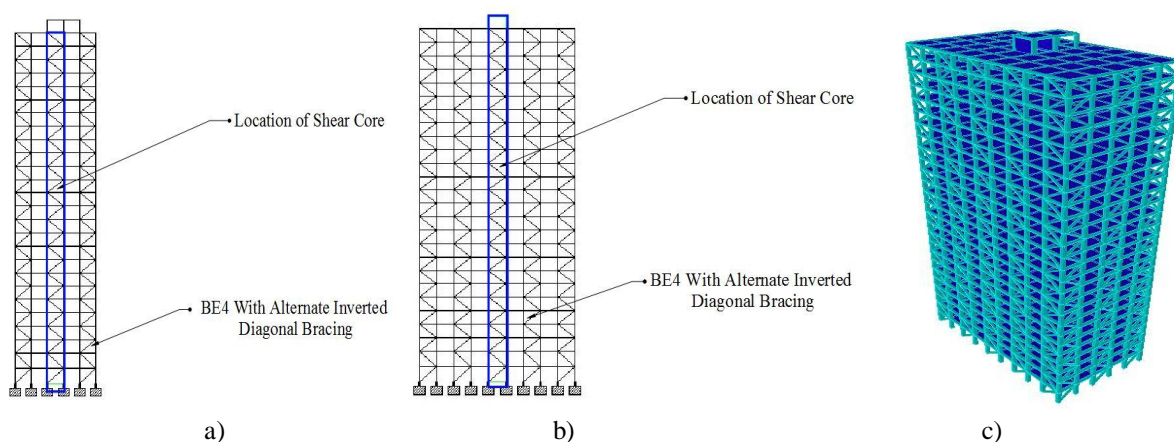 Location of Shear Core
BE4 With Alternate Inverted
Diagonal Bracing
Location of Shear Core
BE4 With Alternate Inverted
Diagonal Bracing
a)
b)
c)